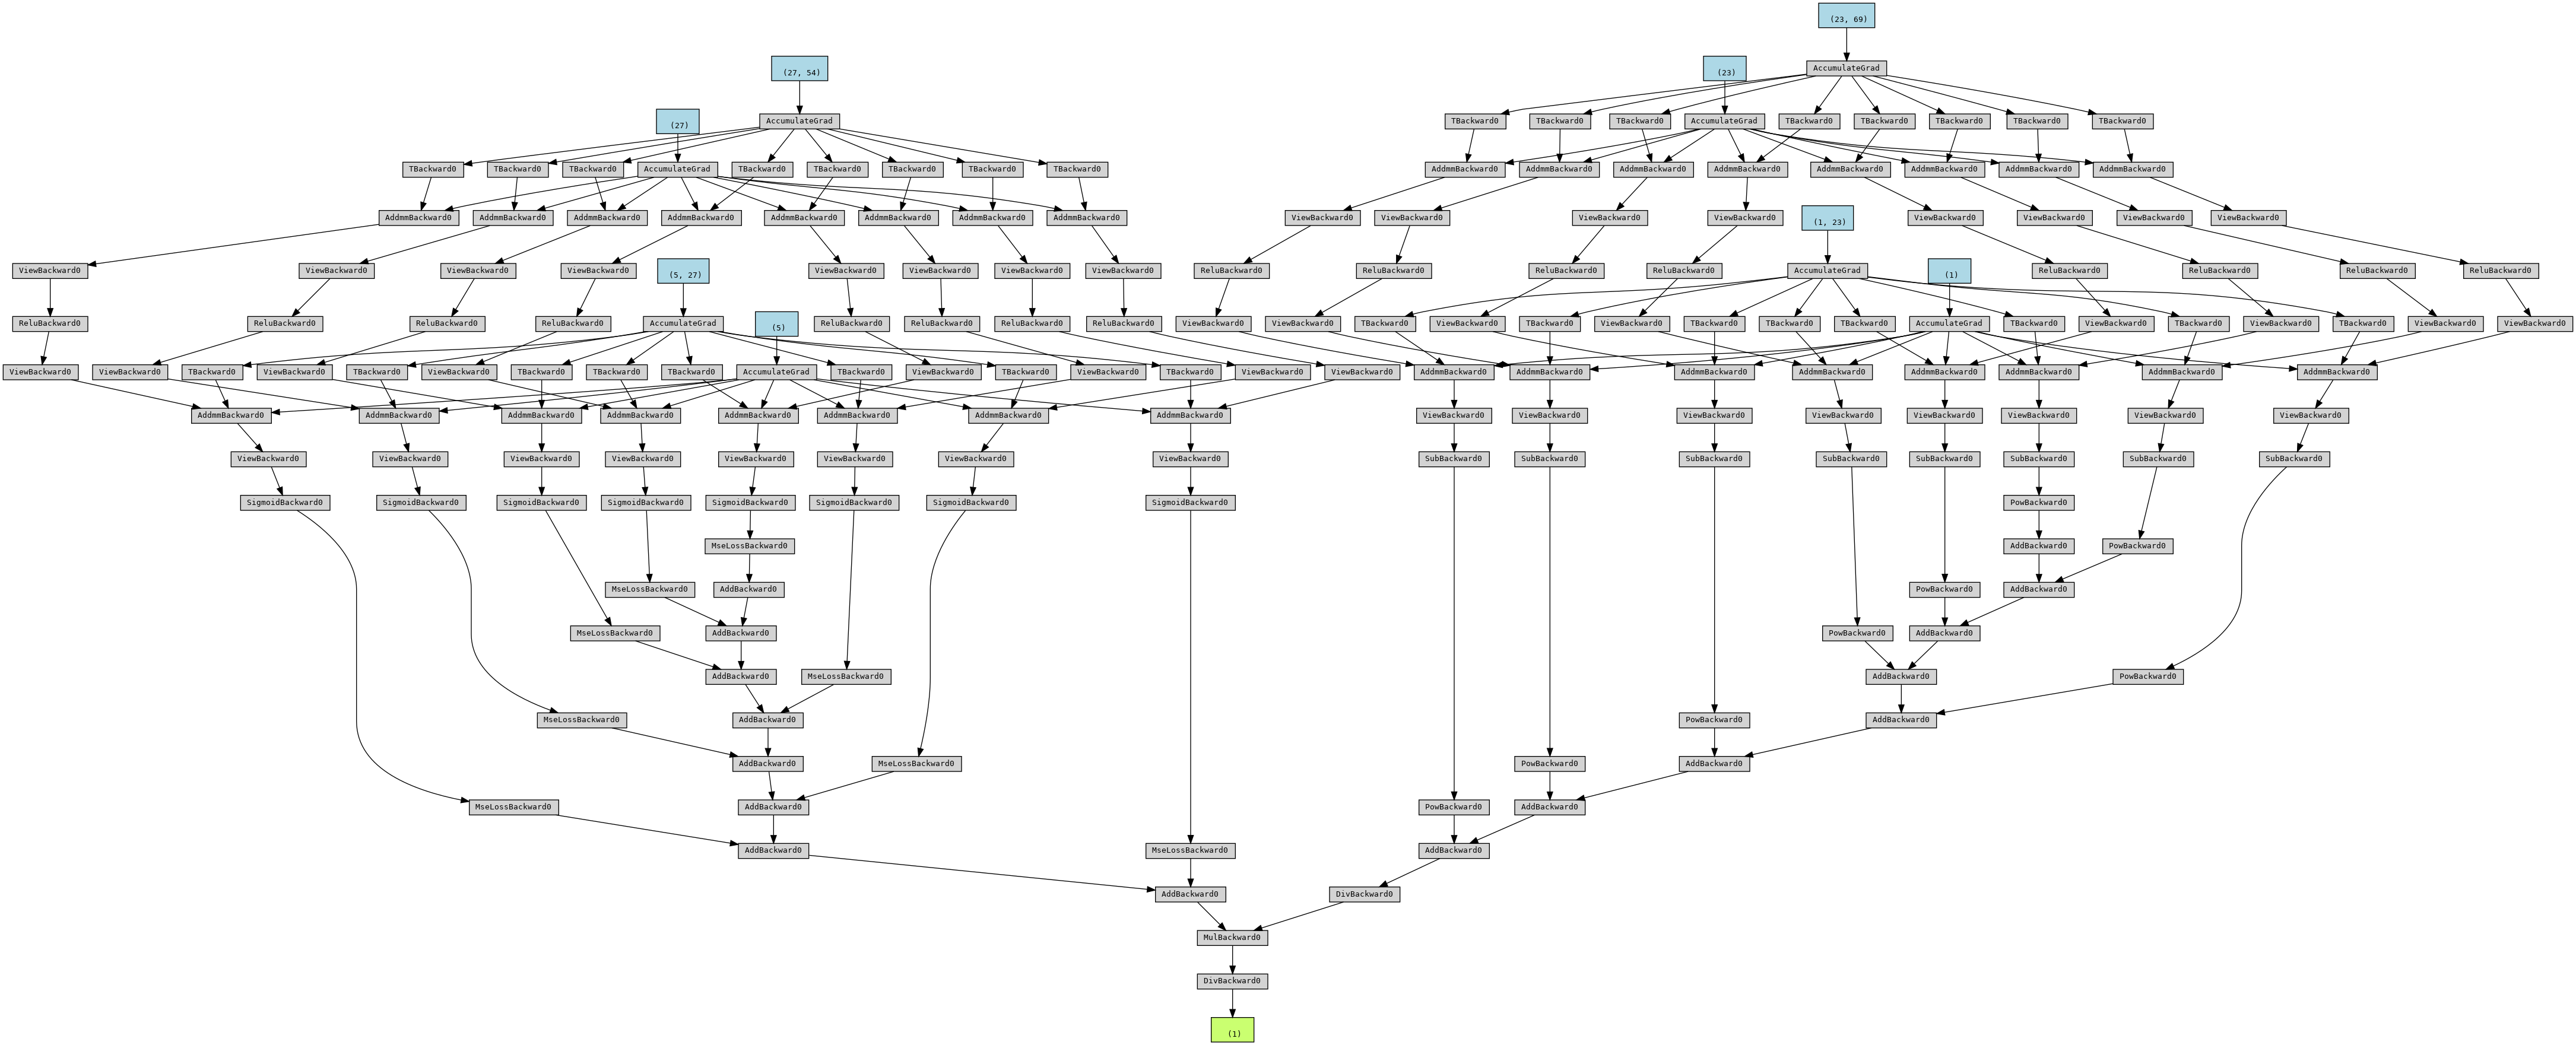 (23, 69)
(27, 54)
(23)
AccumulateGrad
(27)
AccumulateGrad
TBackward0 TBackward0 TBackward0 AccumulateGrad TBackward0 TBackward0 TBackward0 TBackward0 TBackward0
TBackward0 TBackward0 TBackward0 AccumulateGrad TBackward0 TBackward0 TBackward0 TBackward0 TBackward0
AddmmBackward0 AddmmBackward0 AddmmBackward0 AddmmBackward0 AddmmBackward0 AddmmBackward0 AddmmBackward0 AddmmBackward0
AddmmBackward0 AddmmBackward0 AddmmBackward0 AddmmBackward0 AddmmBackward0 AddmmBackward0 AddmmBackward0 AddmmBackward0
ViewBackward0 ViewBackward0 ViewBackward0 ViewBackward0 (1, 23) ViewBackward0 ViewBackward0 ViewBackward0 ViewBackward0
ViewBackward0 ViewBackward0 ViewBackward0 ViewBackward0 (5, 27) ViewBackward0 ViewBackward0 ViewBackward0 ViewBackward0
ReluBackward0 ReluBackward0 ReluBackward0 ReluBackward0 AccumulateGrad (1) ReluBackward0 ReluBackward0 ReluBackward0 ReluBackward0
ReluBackward0 ReluBackward0 ReluBackward0 ReluBackward0 AccumulateGrad (5) ReluBackward0 ReluBackward0 ReluBackward0 ReluBackward0
ViewBackward0 ViewBackward0 TBackward0 ViewBackward0 TBackward0 ViewBackward0 TBackward0 TBackward0 TBackward0 AccumulateGrad TBackward0 ViewBackward0 TBackward0 ViewBackward0 TBackward0 ViewBackward0 ViewBackward0
ViewBackward0 ViewBackward0 TBackward0 ViewBackward0 TBackward0 ViewBackward0 TBackward0 TBackward0 TBackward0 AccumulateGrad TBackward0 ViewBackward0 TBackward0 ViewBackward0 TBackward0 ViewBackward0 ViewBackward0
AddmmBackward0 AddmmBackward0 AddmmBackward0 AddmmBackward0 AddmmBackward0 AddmmBackward0 AddmmBackward0 AddmmBackward0
AddmmBackward0 AddmmBackward0 AddmmBackward0 AddmmBackward0 AddmmBackward0 AddmmBackward0 AddmmBackward0 AddmmBackward0
ViewBackward0 ViewBackward0 ViewBackward0 ViewBackward0 ViewBackward0 ViewBackward0 ViewBackward0 ViewBackward0
ViewBackward0 ViewBackward0 ViewBackward0 ViewBackward0 ViewBackward0 ViewBackward0 ViewBackward0 ViewBackward0
SubBackward0 SubBackward0 SubBackward0 SubBackward0 SubBackward0 SubBackward0 SubBackward0 SubBackward0
SigmoidBackward0 SigmoidBackward0 SigmoidBackward0 SigmoidBackward0 SigmoidBackward0 SigmoidBackward0 SigmoidBackward0 SigmoidBackward0 PowBackward0
MseLossBackward0 AddBackward0 PowBackward0
MseLossBackward0 AddBackward0 PowBackward0 AddBackward0
MseLossBackward0 AddBackward0 PowBackward0 AddBackward0
AddBackward0 MseLossBackward0 AddBackward0 PowBackward0
MseLossBackward0 AddBackward0 PowBackward0 AddBackward0
AddBackward0 MseLossBackward0 PowBackward0 AddBackward0
MseLossBackward0 AddBackward0 PowBackward0 AddBackward0
AddBackward0 MseLossBackward0 AddBackward0
AddBackward0 DivBackward0
MulBackward0
DivBackward0
(1)